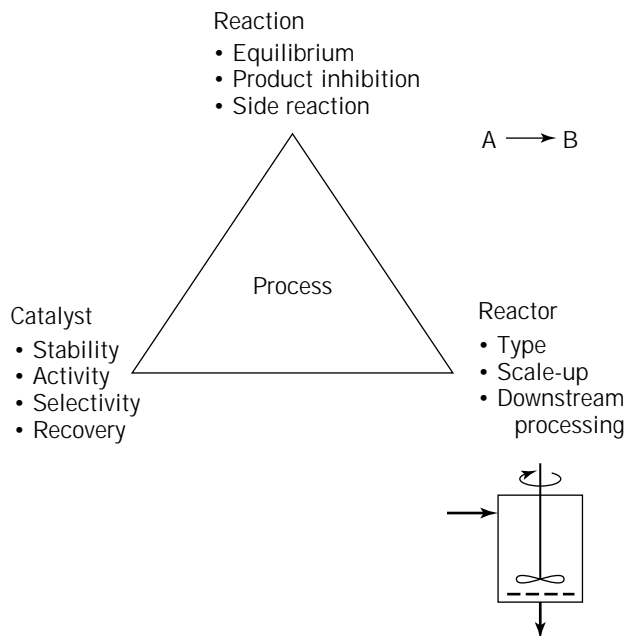 Reaction
• Equilibrium
• Product inhibition
• Side reaction
A → B
Process
Catalyst
• Stability
• Activity
• Selectivity
• Recovery
Reactor
• Type
• Scale-up
• Downstream
processing